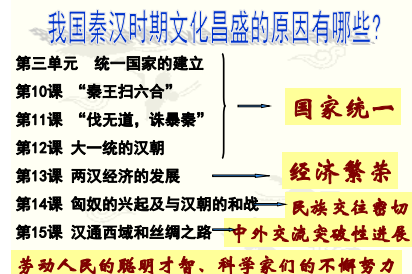 我国秦汉时期文化昌盛的原因有哪些?
第三单元 统一国家的建立
第10课 “秦王扫六合”
第11课 “伐无道，诛暴秦”
第12课 大一统的汉朝
国家统一
第13课 两汉经济的发展
经济繁荣
第14课 匈奴的兴起及与汉朝的和战
民族交往密切
第15课 汉通西域和丝绸之路
中外交流突破性进展
劳动人民的聪明才智、科学家们的不懈努力